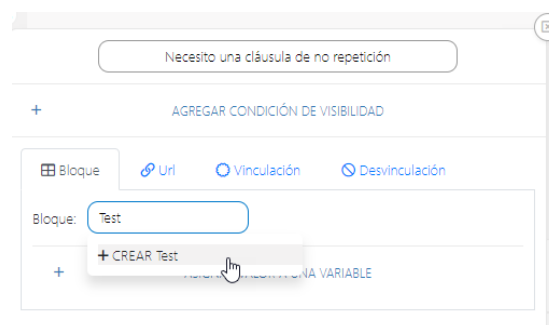 Necesito una cláusula de no repetición
+ AGREGAR CONDICIÓN DE VISIBILIDAD
Bloque Url Vinculación Desvinculación
Bloque: Test
+ CREAR Test
+ VALOR A UNA VARIABLE